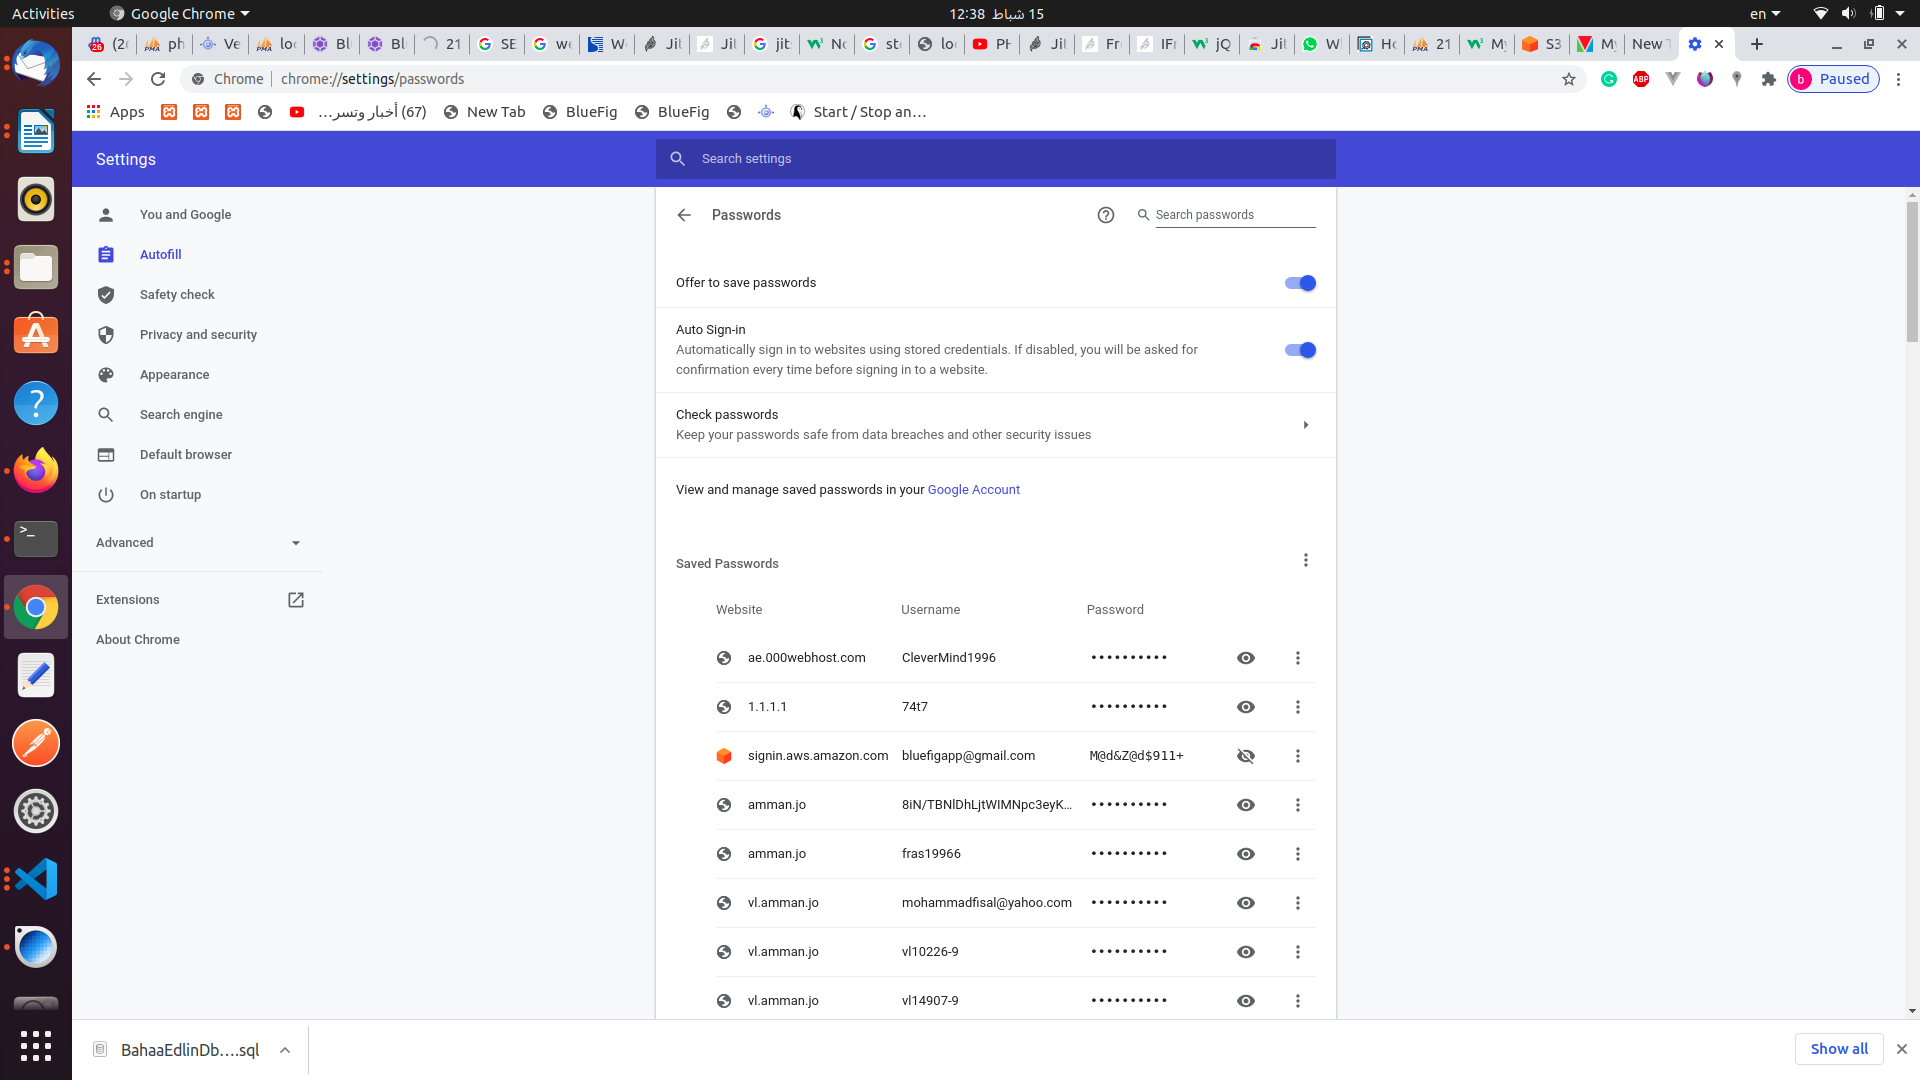 Activities
Google Chrome
15 شباط 12:38
en
26
(2(
ph
Ve
loc
Bl
Bl
21
SE
we
W
Jit
Jit
jit
No
st
loc
Ph
Jit
Fr
IFr
jQ
Jit
W
Ho
21
My
S3
My
New T
Chrome
chrome://settings/passwords
ABP
b
Paused
Apps
(67) أخبار وتسر...
New Tab
BlueFig
BlueFig
Start / Stop an...
Settings
Search settings
You and Google
Autofill
Safety check
Privacy and security
Appearance
Search engine
Default browser
On startup
Advanced
Extensions
About Chrome
Passwords
Search passwords
Offer to save passwords
Auto Sign-in
Automatically sign in to websites using stored credentials. If disabled, you will be asked for
confirmation every time before signing in to a website.
Check passwords
Keep your passwords safe from data breaches and other security issues
View and manage saved passwords in your Google Account
Saved Passwords
Website Username Password
ae.000webhost.com CleverMind1996 ••••••••••
1.1.1.1 74t7 ••••••••••
signin.aws.amazon.com bluefigapp@gmail.com M@d&Z@d$911+
amman.jo 8iN/TBNlDhLjtWIMNpc3eyK... ••••••••••
amman.jo fras19966 ••••••••••
vl.amman.jo mohammadfisal@yahoo.com ••••••••••
vl.amman.jo vl10226-9 ••••••••••
vl.amman.jo vl14907-9 ••••••••••
BahaaEdlinDb....sql
Show all